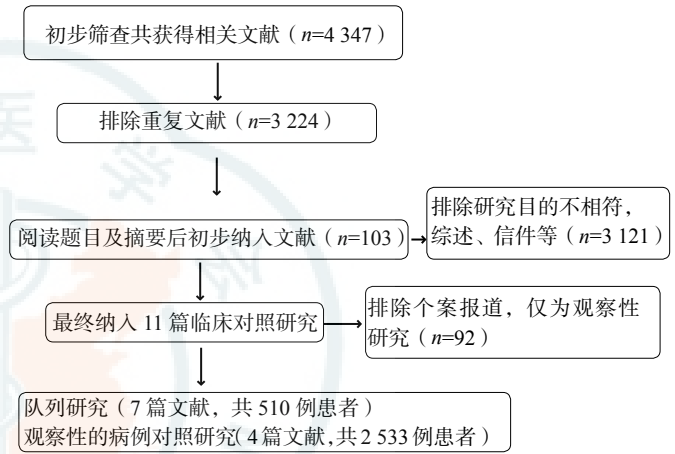 初步筛查共获得相关文献（n=4 347）
排除重复文献（n=3 224）
阅读题目及摘要后初步纳入文献（n=103）
排除研究目的不相符，
综述、信件等（n=3 121）
最终纳入 11 篇临床对照研究
排除个案报道，仅为观察性
研究（n=92）
队列研究（7 篇文献，共 510 例患者）
观察性的病例对照研究（4篇文献，共2 533 例患者）
医学会